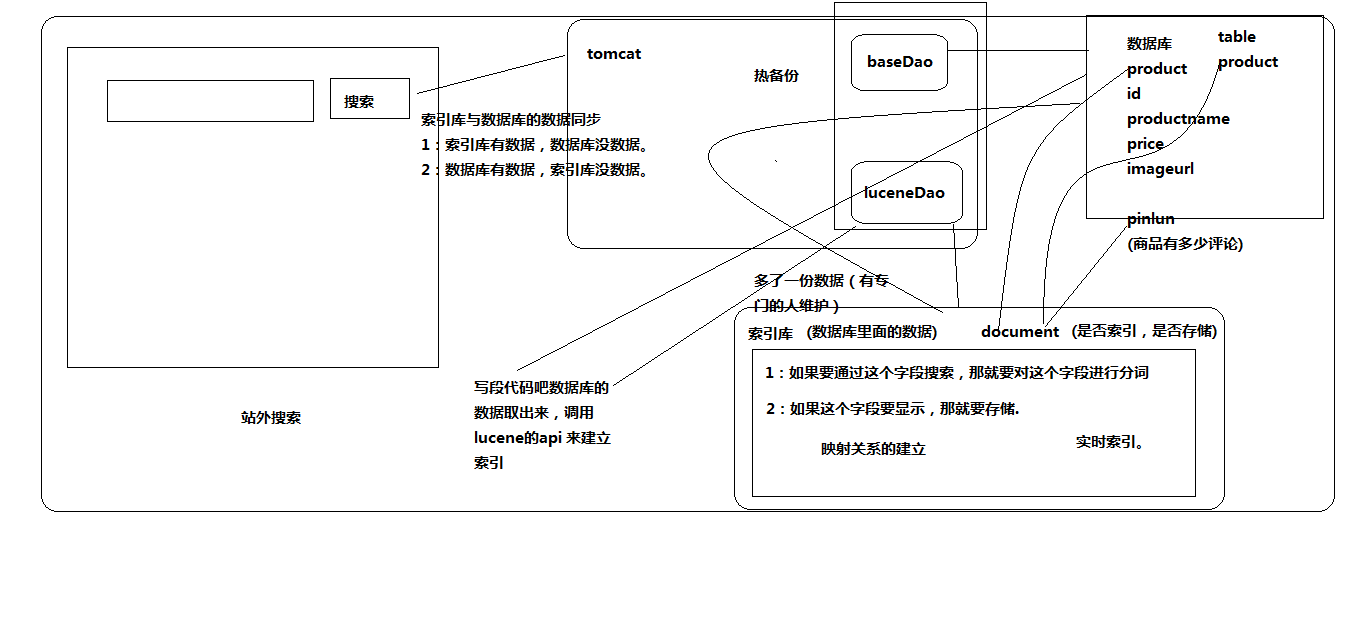 搜索
索引库与数据库的数据同步
1：索引库有数据，数据库没数据。
2：数据库有数据，索引库没数据。
站外搜索
tomcat
热备份
baseDao
luceneDao
数据库
product
id
productname
price
imageurl
pinlun
(商品有多少评论)
table
product
多了一份数据（有专
门的人维护）
索引库 (数据库里面的数据)
document (是否索引，是否存储)
1：如果要通过这个字段搜索，那就要对这个字段进行分词
2：如果这个字段要显示，那就要存储.
映射关系的建立
实时索引。
写段代码吧数据库的
数据取出来，调用
lucene的api 来建立
索引